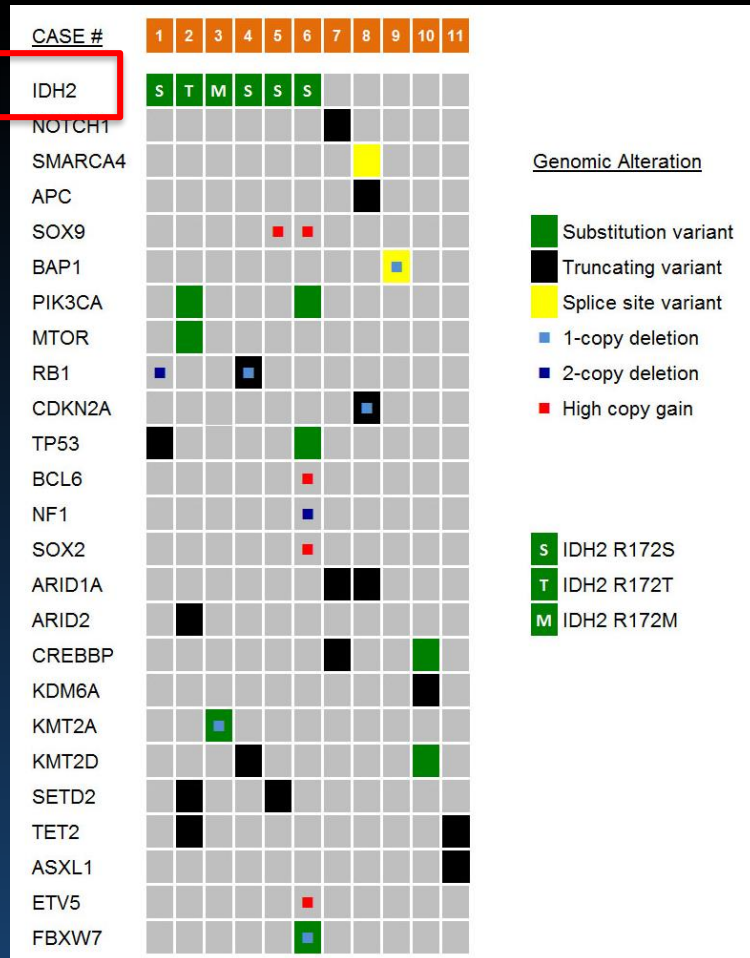 CASE # 1 2 3 4 5 6 7 8 9 10 11
IDH2 S T M S S S
NOTCH1
SMARCA4
APC
SOX9
BAP1
PIK3CA
MTOR
RB1
CDKN2A
TP53
BCL6
NF1
SOX2
ARID1A
ARID2
CREBBP
KDM6A
KMT2A
KMT2D
SETD2
TET2
ASXL1
ETV5
FBXW7
Genomic Alteration
Substitution variant
Truncating variant
Splice site variant
1-copy deletion
2-copy deletion
High copy gain
S IDH2 R172S
T IDH2 R172T
M IDH2 R172M